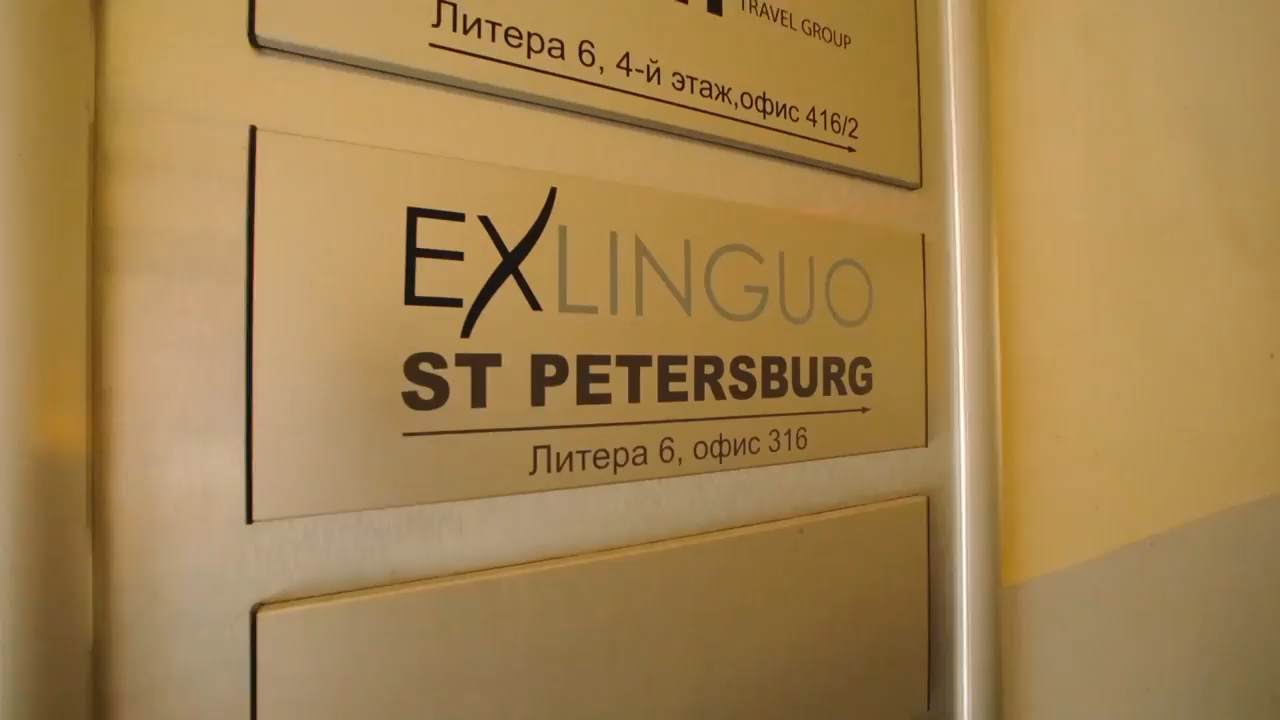 TRAVEL GROUP
Литера 6, 4-й этаж,офис 416/2
EXLINGUO
ST PETERSBURG
Литера 6, офис 316